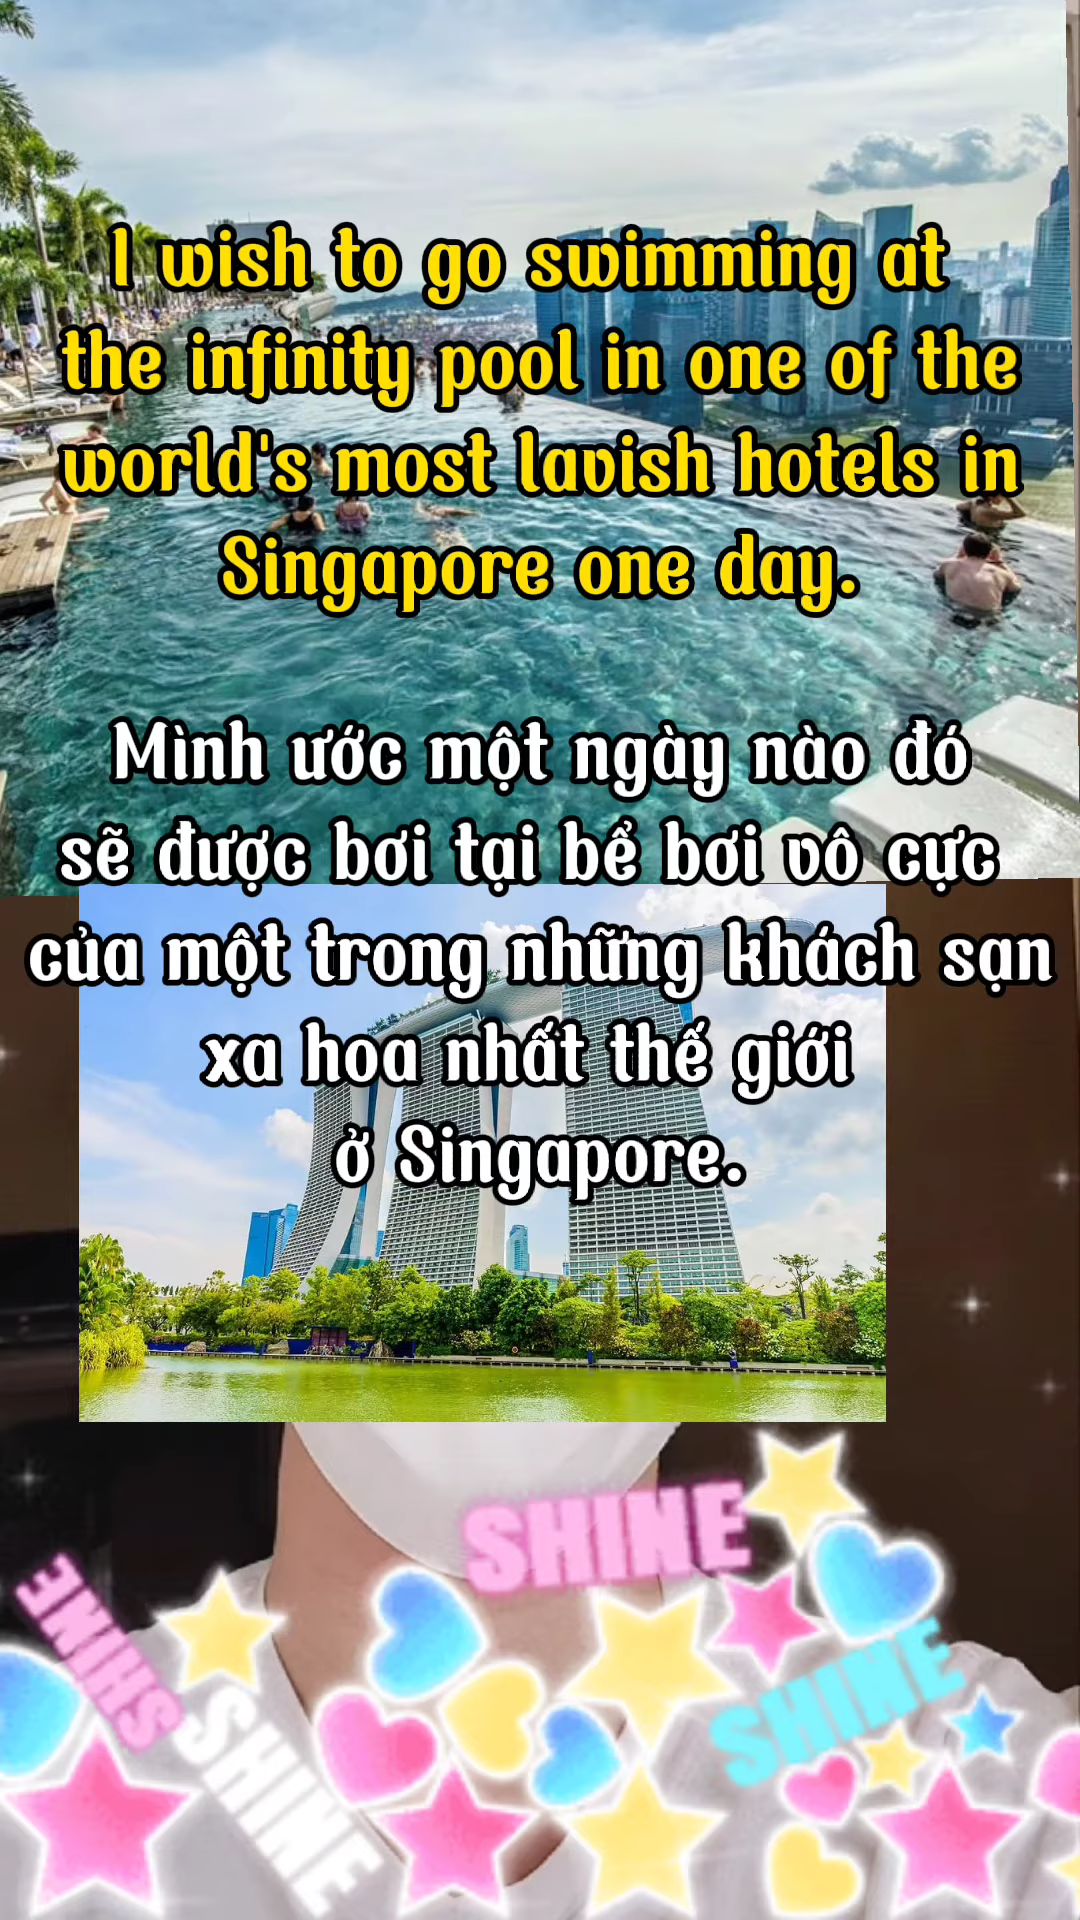 I wish to go swimming at
the infinity pool in one of the
world's most lavish hotels in
Singapore one day.
Mình ước một ngày nào đó
sẽ được bơi tại bể bơi vô cực
của một trong những khách sạn
xa hoa nhất thế giới
ở Singapore.
SHINE
SHINE
SHINE
SHINE